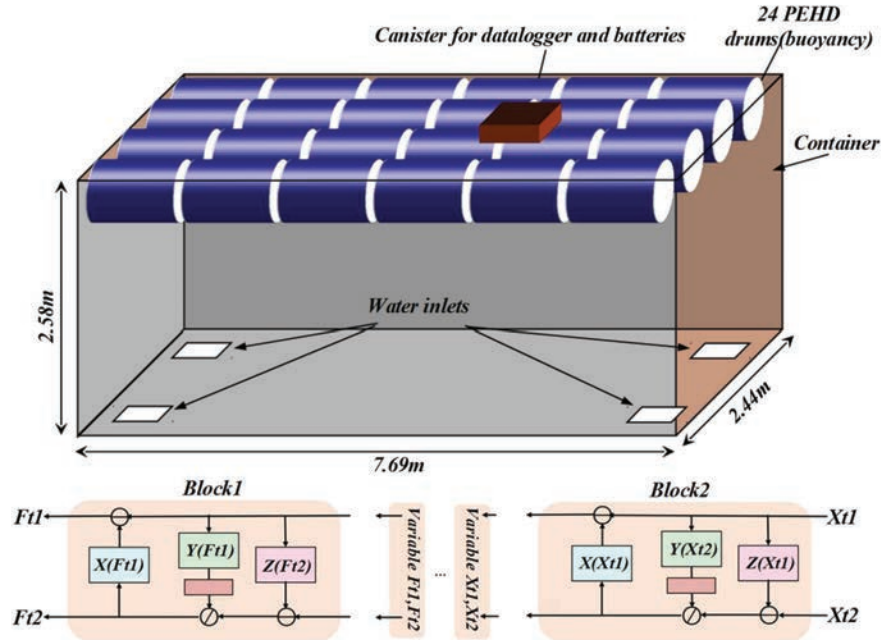 24 PEHD
drums(buoyancy)
Canister for datalogger and batteries
Container
2.58m
Water inlets
2.44m
7.69m
Block1
Block2
Ft1
X(Ft1)
Y(Ft1)
Z(Ft2)
Ft2
Variable Ft1,Ft2
...
Variable Xt1,Xt2
X(Xt1)
Y(Xt2)
Z(Xt1)
Xt1
Xt2